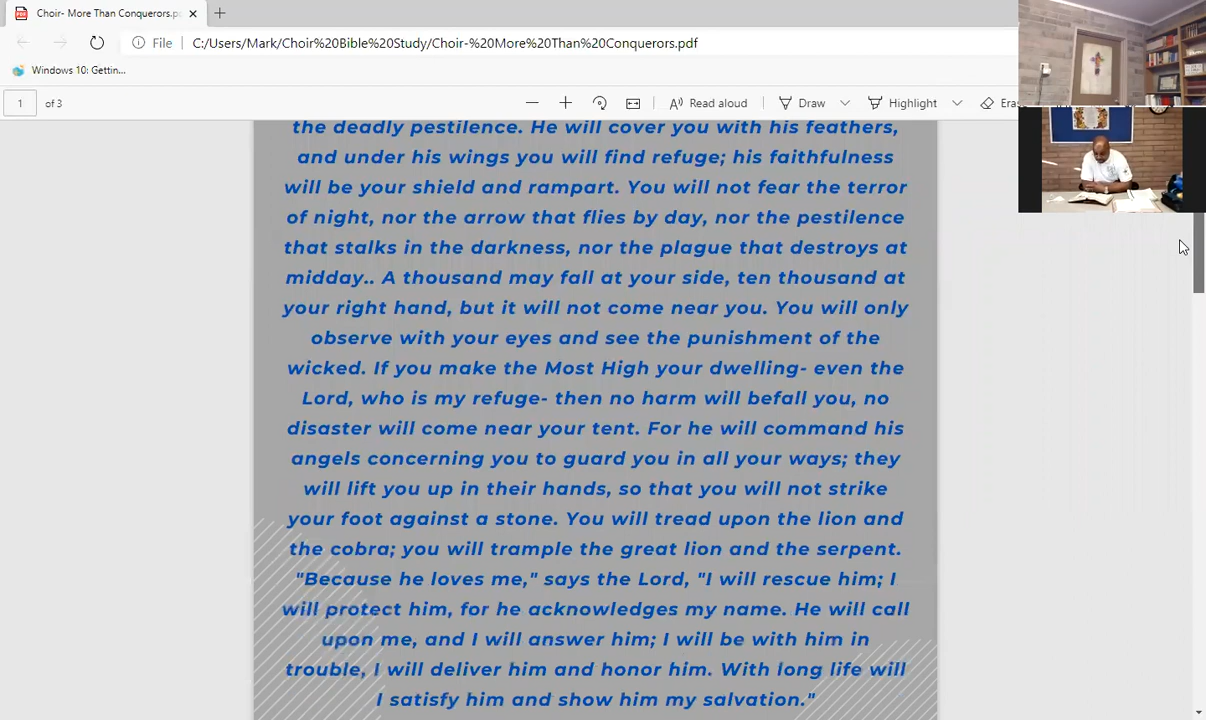 Choir- More Than Conquerors.p
File C:/Users/Mark/Choir%20Bible%20Study/Choir-%20More%20Than%20Conquerors.pdf
Windows 10: Gettin...
1 of 3 Read aloud Draw Highlight
the deadly pestilence. He will cover you with his feathers,
and under his wings you will find refuge; his faithfulness
will be your shield and rampart. You will not fear the terror
of night, nor the arrow that flies by day, nor the pestilence
that stalks in the darkness, nor the plague that destroys at
midday.. A thousand may fall at your side, ten thousand at
your right hand, but it will not come near you. You will only
observe with your eyes and see the punishment of the
wicked. If you make the Most High your dwelling- even the
Lord, who is my refuge- then no harm will befall you, no
disaster will come near your tent. For he will command his
angels concerning you to guard you in all your ways; they
will lift you up in their hands, so that you will not strike
your foot against a stone. You will tread upon the lion and
the cobra; you will trample the great lion and the serpent.
"Because he loves me," says the Lord, "I will rescue him; I
will protect him, for he acknowledges my name. He will call
upon me, and I will answer him; I will be with him in
trouble, I will deliver him and honor him. With long life will
I satisfy him and show him my salvation."